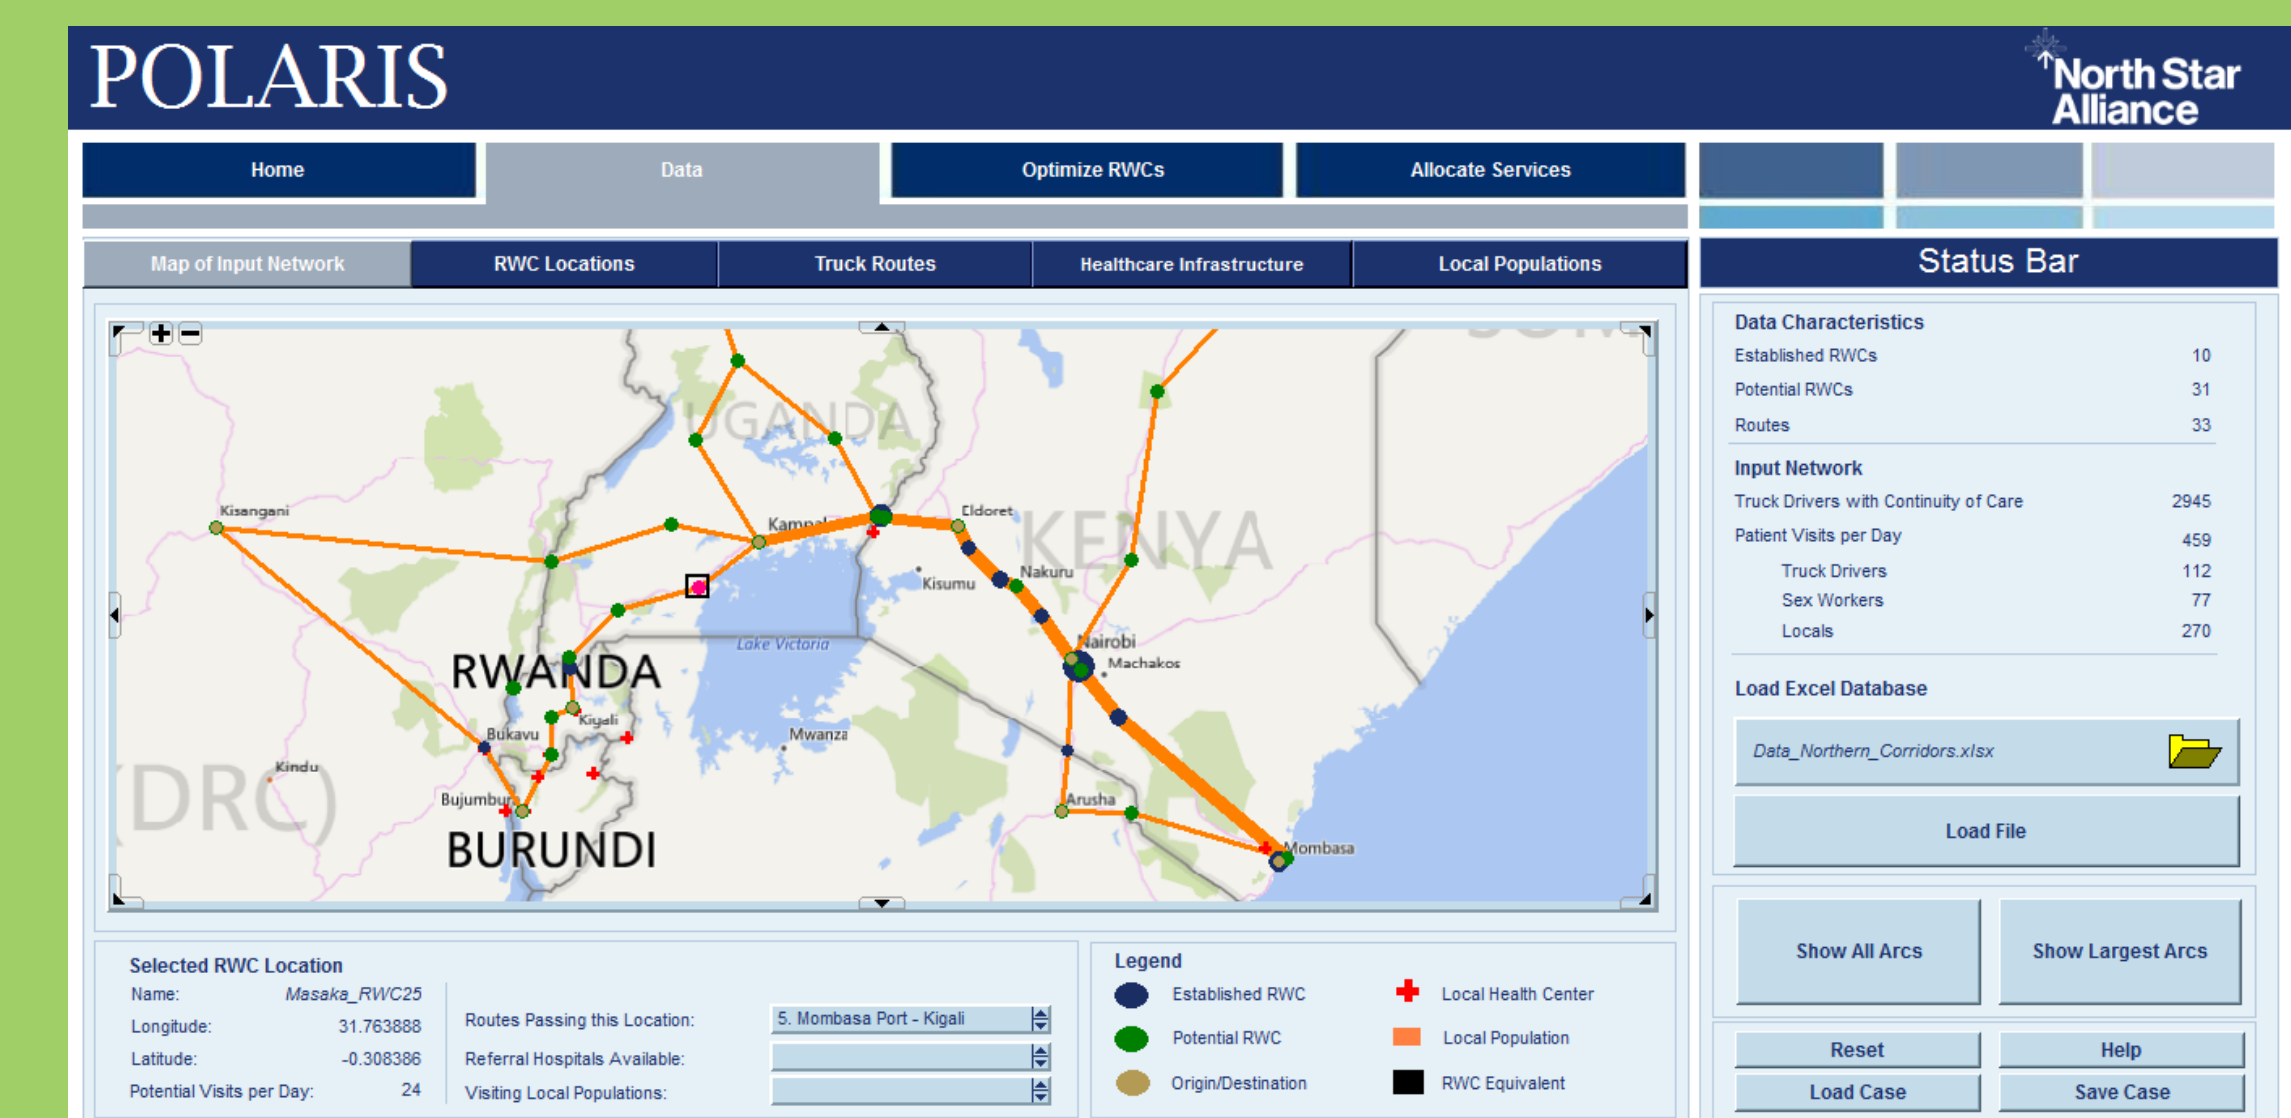 POLARIS
North Star
Alliance
Home
Data
Optimize RWCs
Allocate Services
Map of Input Network
RWC Locations
Truck Routes
Healthcare Infrastructure
Local Populations
Status Bar
UGANDA
KENYA
Kisangani
Kampal
Eldoret
Kisumu
Nakuru
Nairobi
Machakos
Lake Victoria
RWANDA
Kigali
Bukavu
Mwanza
Kindu
(DRC)
Bujumbur
BURUNDI
Arusha
Mombasa
Data Characteristics
Established RWCs 10
Potential RWCs 31
Routes 33
Input Network
Truck Drivers with Continuity of Care 2945
Patient Visits per Day 459
Truck Drivers 112
Sex Workers 77
Locals 270
Load Excel Database
Data_Northern_Corridors.xlsx
Load File
Show All Arcs
Show Largest Arcs
Reset
Help
Load Case
Save Case
Selected RWC Location
Name: Masaka_RWC25
Longitude: 31.763888
Latitude: -0.308386
Potential Visits per Day: 24
Routes Passing this Location: 5. Mombasa Port - Kigali
Referral Hospitals Available:
Visiting Local Populations:
Legend
Established RWC
Local Health Center
Potential RWC
Local Population
Origin/Destination
RWC Equivalent